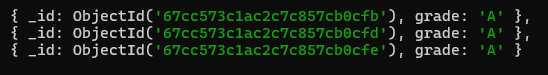 { _id: ObjectId('67cc573c1ac2c7c857cb0cfb'), grade: 'A' },
{ _id: ObjectId('67cc573c1ac2c7c857cb0cfd'), grade: 'A' },
{ _id: ObjectId('67cc573c1ac2c7c857cb0cfe'), grade: 'A' }